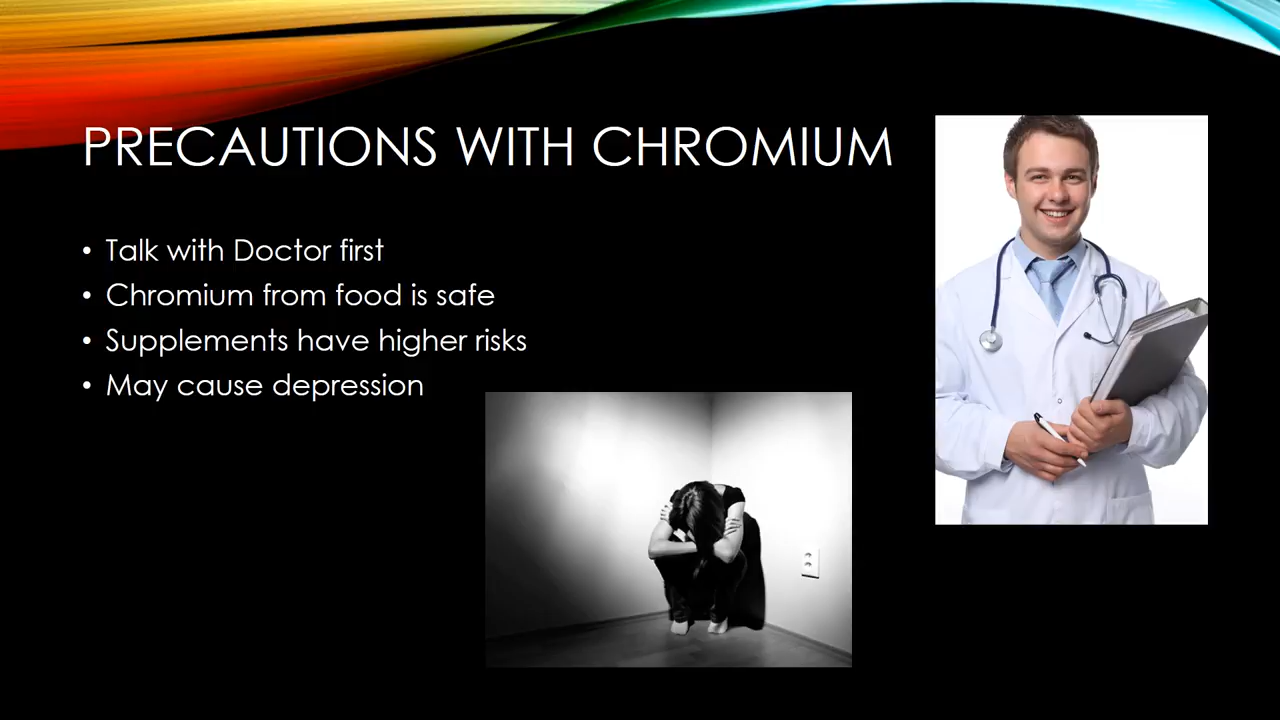 PRECAUTIONS WITH CHROMIUM
• Talk with Doctor first
• Chromium from food is safe
• Supplements have higher risks
• May cause depression